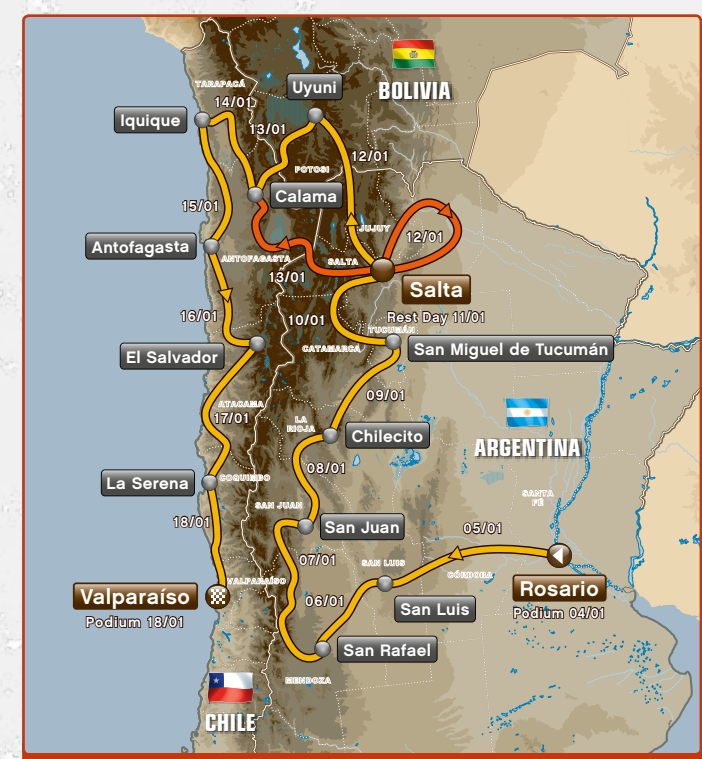 BOLIVIA
TARAPACÁ
14/01
Uyuni
Iquique
13/01
12/01
POTOSI
Calama
15/01
JUJUY
12/01
Antofagasta
ANTOFAGASTA
SALTA
13/01
Salta
Rest Day 11/01
16/01
10/01
TUCUMÁN
El Salvador
CATAMARCA
San Miguel de Tucumán
09/01
ATACAMA
17/01
ARGENTINA
LA
RIOJA
Chilecito
08/01
La Serena
COQUIMBO
SANTA
FÉ
SAN JUAN
18/01
San Juan
05/01
07/01
SAN LUIS
CÓRDOBA
VALPARAÍSO
Valparaíso
Podium 18/01
06/01
San Luis
Rosario
Podium 04/01
San Rafael
MENDOZA
CHILE